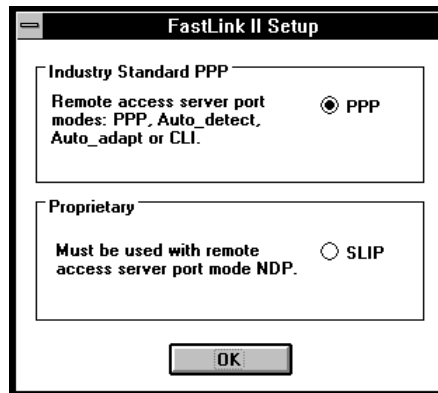 FastLink II Setup
Industry Standard PPP
Remote access server port
modes: PPP, Auto_detect,
Auto_adapt or CLI.
PPP
Proprietary
Must be used with remote
access server port mode NDP.
SLIP
OK